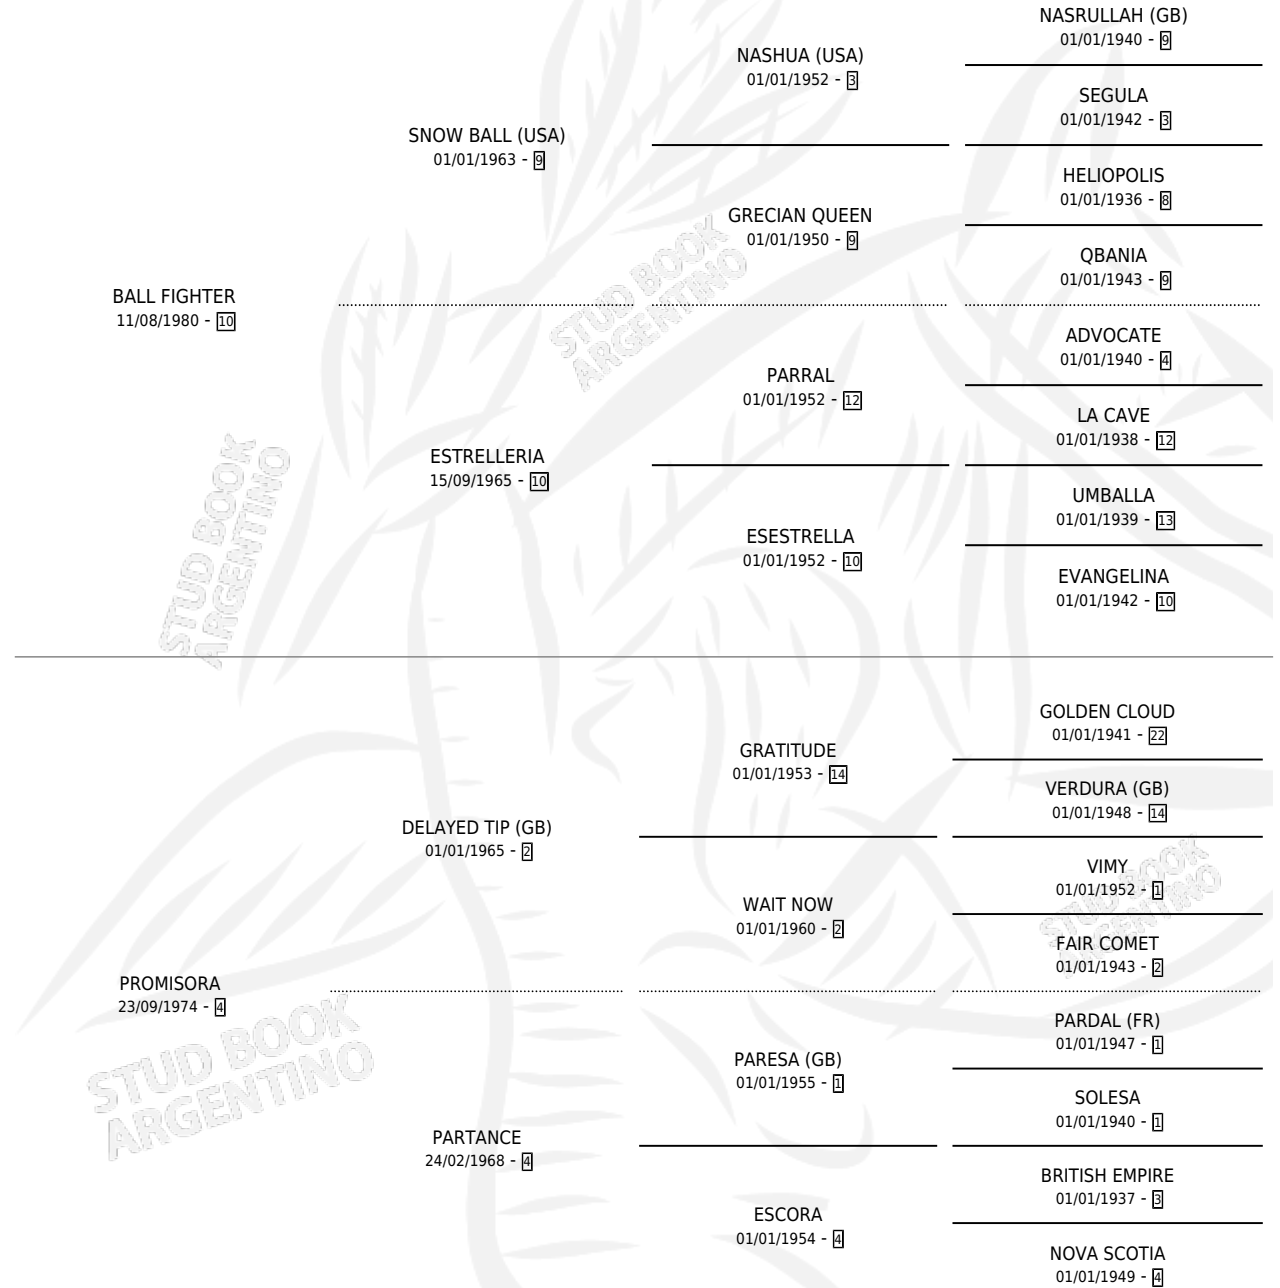 NASRULLAH (GB)
01/01/1940 - 9
NASHUA (USA)
01/01/1952 - 3
SEGULA
01/01/1942 - 3
SNOW BALL (USA)
01/01/1963 - 9
HELIOPOLIS
01/01/1936 - 8
GRECIAN QUEEN
01/01/1950 - 9
QBANIA
01/01/1943 - 9
BALL FIGHTER
11/08/1980 - 10
ADVOCATE
01/01/1940 - 4
PARRAL
01/01/1952 - 12
LA CAVE
01/01/1938 - 12
ESTRELLERIA
15/09/1965 - 10
UMBALLA
01/01/1939 - 13
ESESTRELLA
01/01/1952 - 10
EVANGELINA
01/01/1942 - 10
STUD BOOK
ARGENTINO
STUD BOOK
ARGENTINO
GOLDEN CLOUD
01/01/1941 - 22
GRATITUDE
01/01/1953 - 14
VERDURA (GB)
01/01/1948 - 14
DELAYED TIP (GB)
01/01/1965 - 2
VIMY
01/01/1952 - 1
WAIT NOW
01/01/1960 - 2
FAIR COMET
01/01/1943 - 2
PROMISORA
23/09/1974 - 4
PARDAL (FR)
01/01/1947 - 1
PARESA (GB)
01/01/1955 - 1
SOLESA
01/01/1940 - 1
PARTANCE
24/02/1968 - 4
BRITISH EMPIRE
01/01/1937 - 3
ESCORA
01/01/1954 - 4
NOVA SCOTIA
01/01/1949 - 4
STUD BOOK
ARGENTINO
STUD BOOK
ARGENTINO